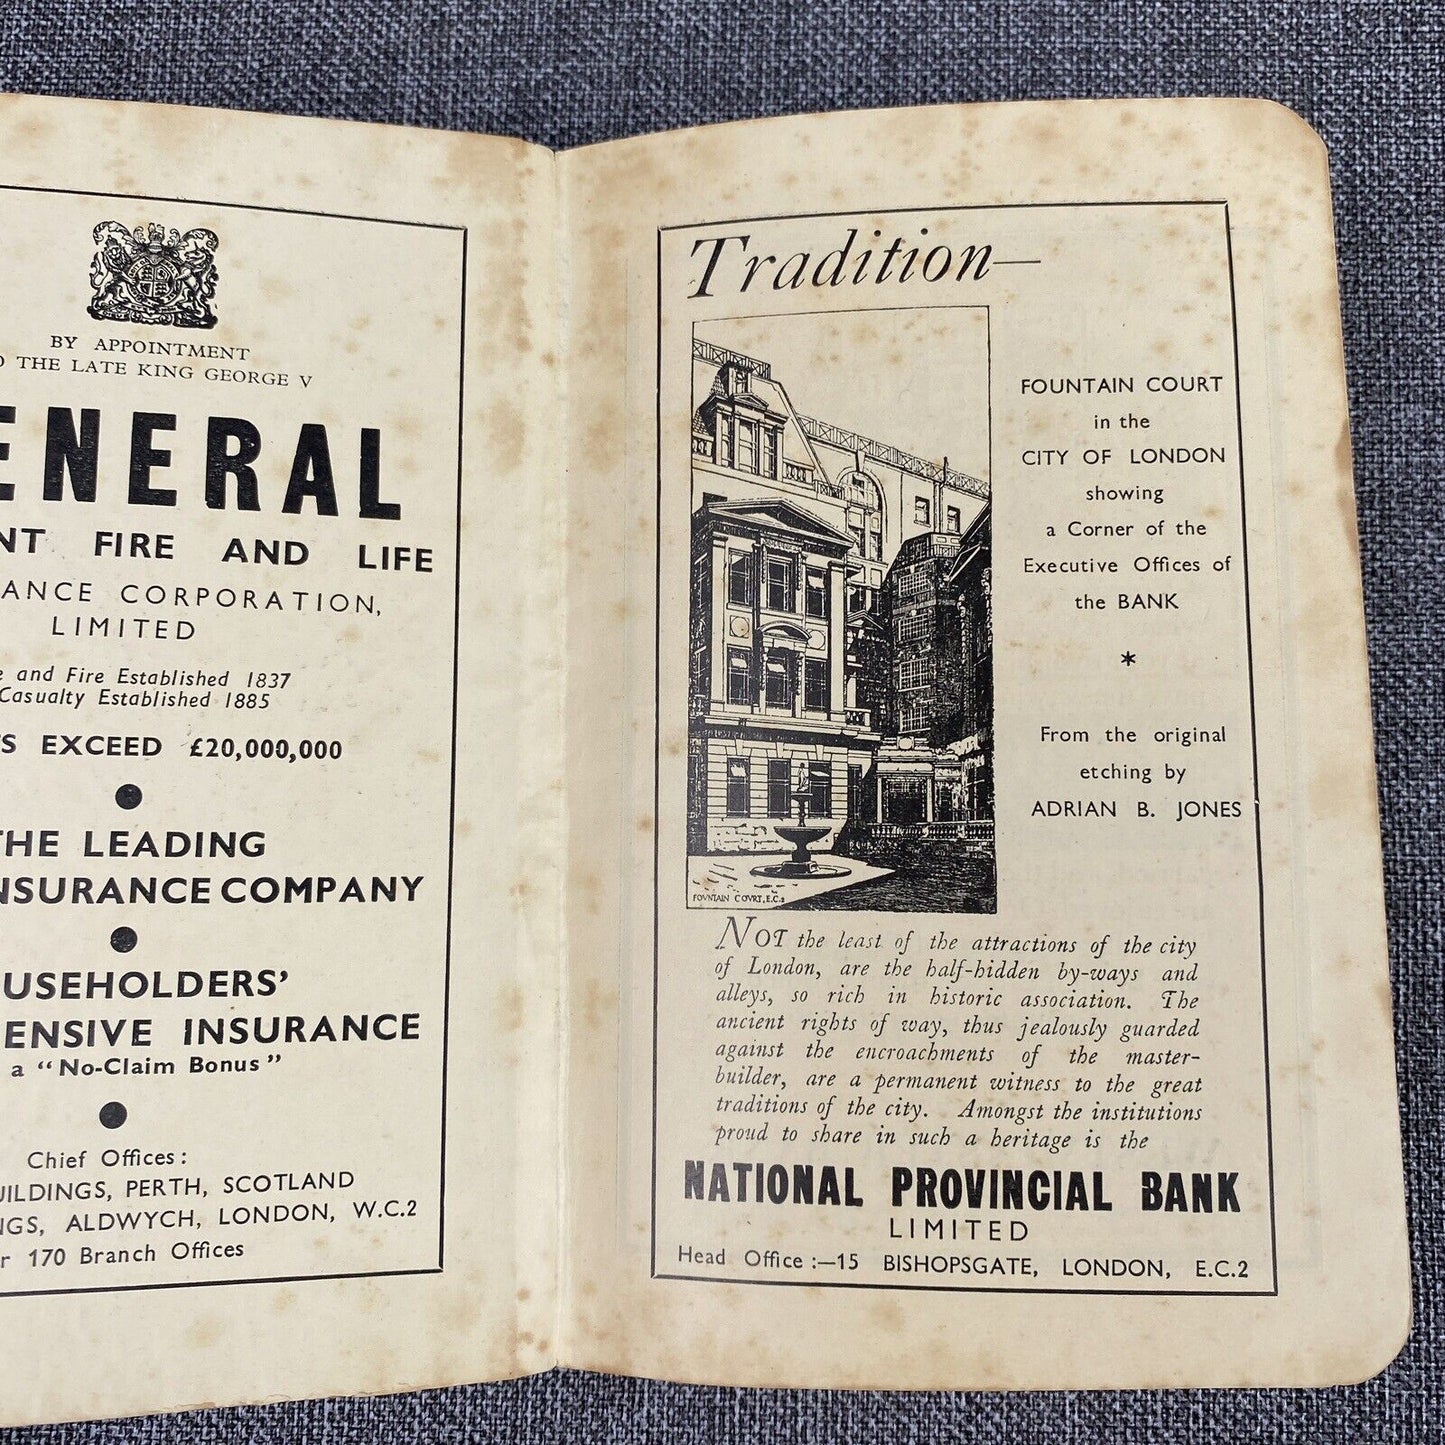 BY APPOINTMENT
THE LATE KING GEORGE V
ENERAL
NT FIRE AND LIFE
ANCE CORPORATION,
LIMITED
e and Fire Established 1837
Casualty Established 1885
S EXCEED £20,000,000
HE LEADING
NSURANCE COMPANY
USEHOLDERS'
ENSIVE INSURANCE
a "No-Claim Bonus"
Chief Offices:
UILDINGS, PERTH, SCOTLAND
NGS, ALDWYCH, LONDON, W.C.2
r 170 Branch Offices
Tradition—
FOUNTAIN COURT
in the
CITY OF LONDON
showing
a Corner of the
Executive Offices of
the BANK
*
From the original
etching by
ADRIAN B. JONES
FOVNTAIN COVRT, E.C.2
NOT the least of the attractions of the city
of London, are the half-hidden by-ways and
alleys, so rich in historic association. The
ancient rights of way, thus jealously guarded
against the encroachments of the master-
builder, are a permanent witness to the great
traditions of the city. Amongst the institutions
proud to share in such a heritage is the
NATIONAL PROVINCIAL BANK
LIMITED
Head Office :—15 BISHOPSGATE, LONDON, E.C.2